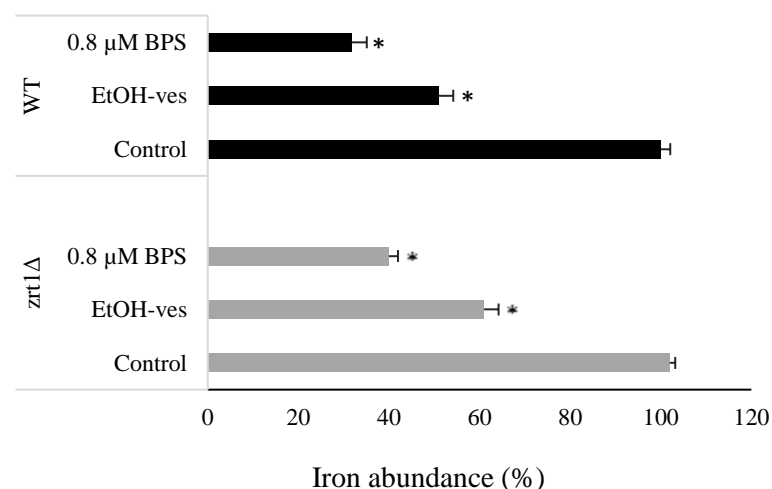 WT
0.8 µM BPS *
EtOH-ves *
Control
zrt1Δ
0.8 µM BPS *
EtOH-ves *
Control
0 20 40 60 80 100 120
Iron abundance (%)